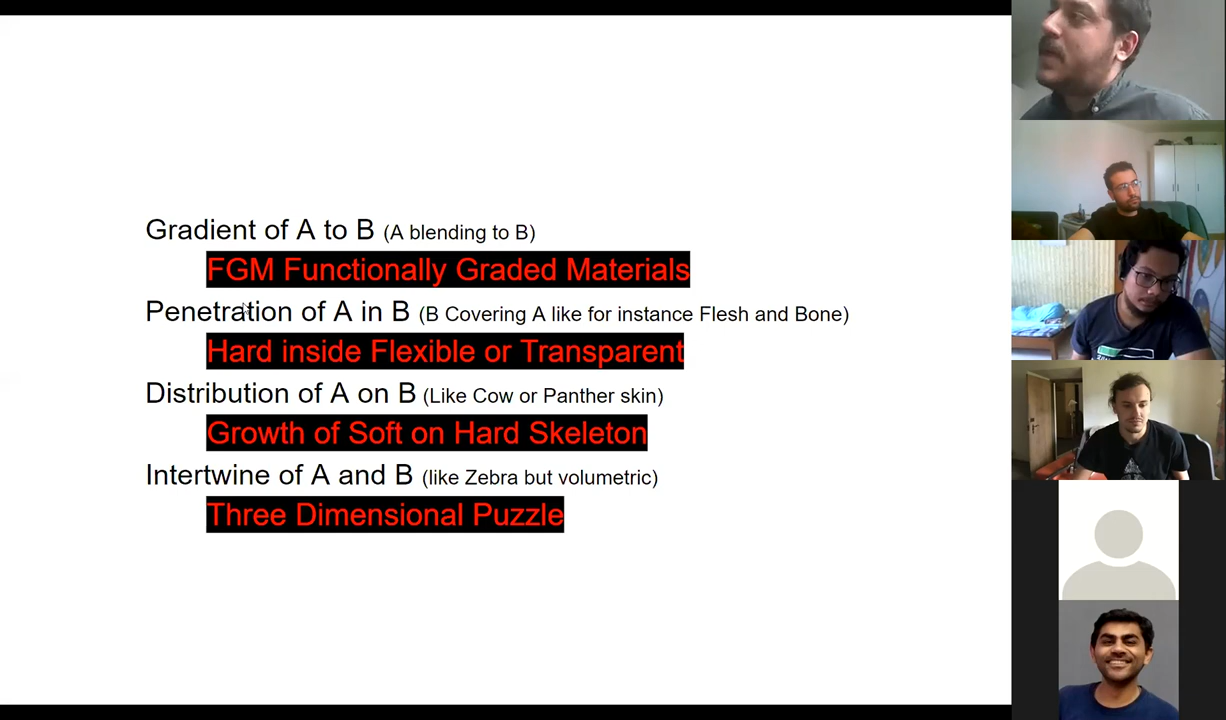 Gradient of A to B (A blending to B)
FGM Functionally Graded Materials
Penetration of A in B (B Covering A like for instance Flesh and Bone)
Hard inside Flexible or Transparent
Distribution of A on B (Like Cow or Panther skin)
Growth of Soft on Hard Skeleton
Intertwine of A and B (like Zebra but volumetric)
Three Dimensional Puzzle